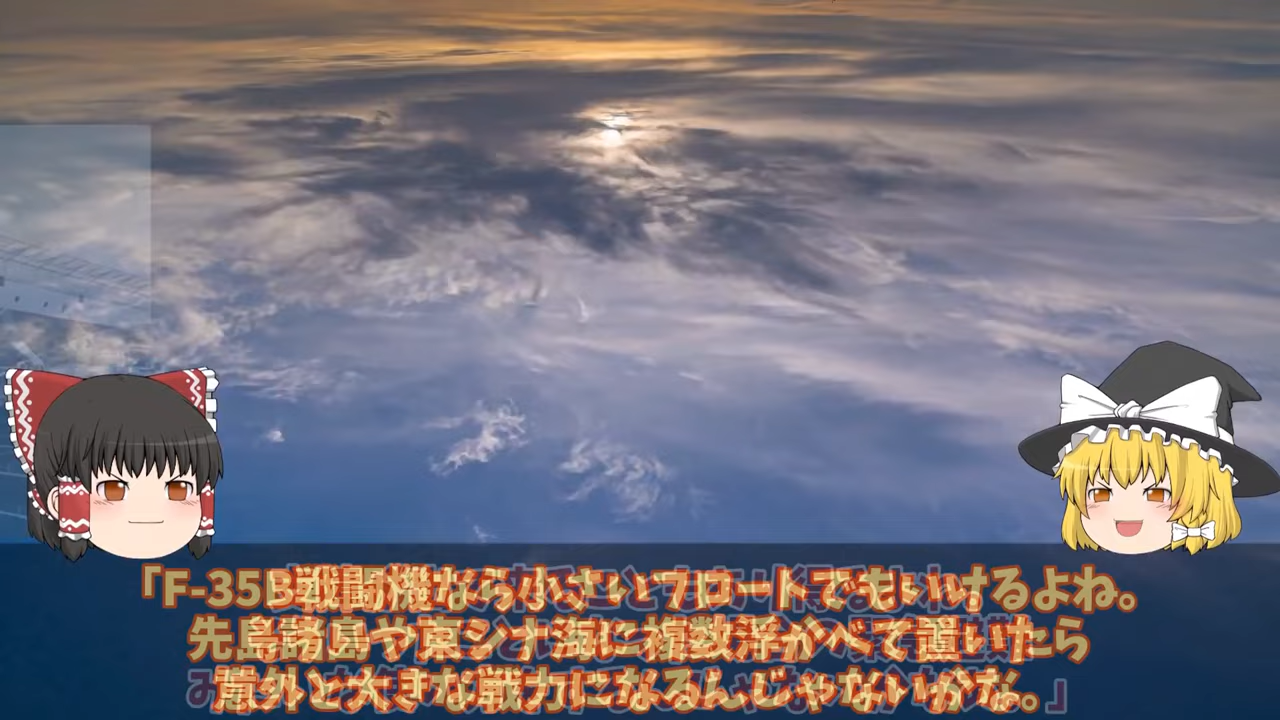 「F-35B戦闘機なら小さいフロートでもいけるよね。
先島諸島や東シナ海に複数浮かべて置いたら
意外と大きな戦力になるんじゃないかな。」